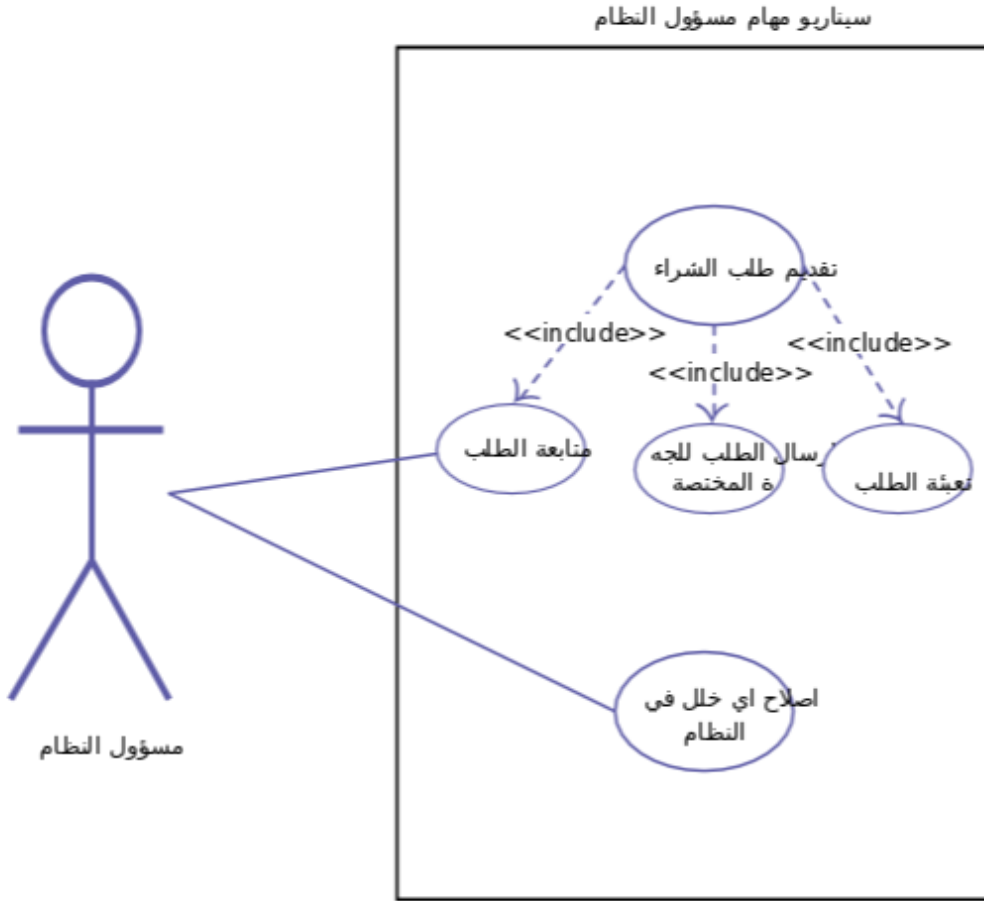 سيناريو مهام مسؤول النظام
تقديم طلب الشراء
<<include>>
<<include>>
<<include>>
متابعة الطلب
رسال الطلب للجه
ة المختصة
تعبئة الطلب
اصلاح اي خلل في
النظام
مسؤول النظام